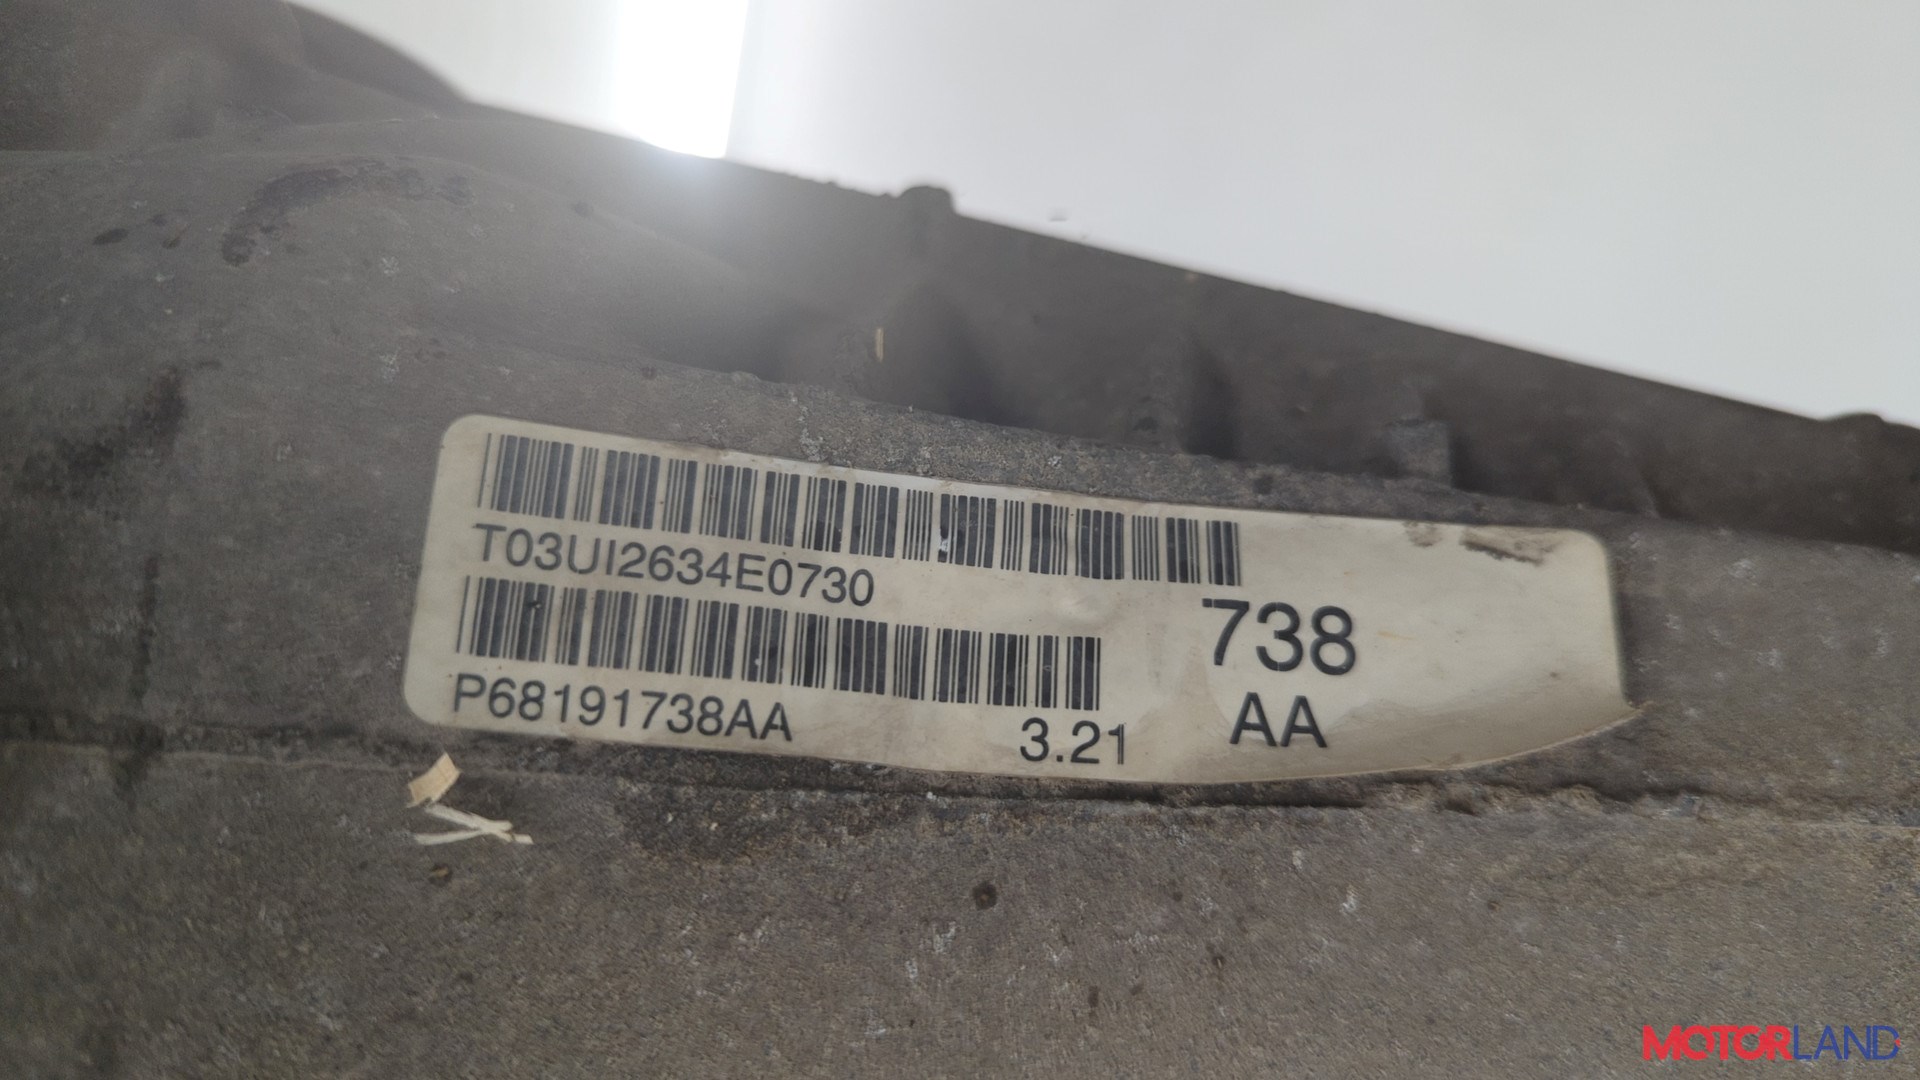 T03UI2634E0730
P68191738AA
3.21
738
AA
MOTORLAND